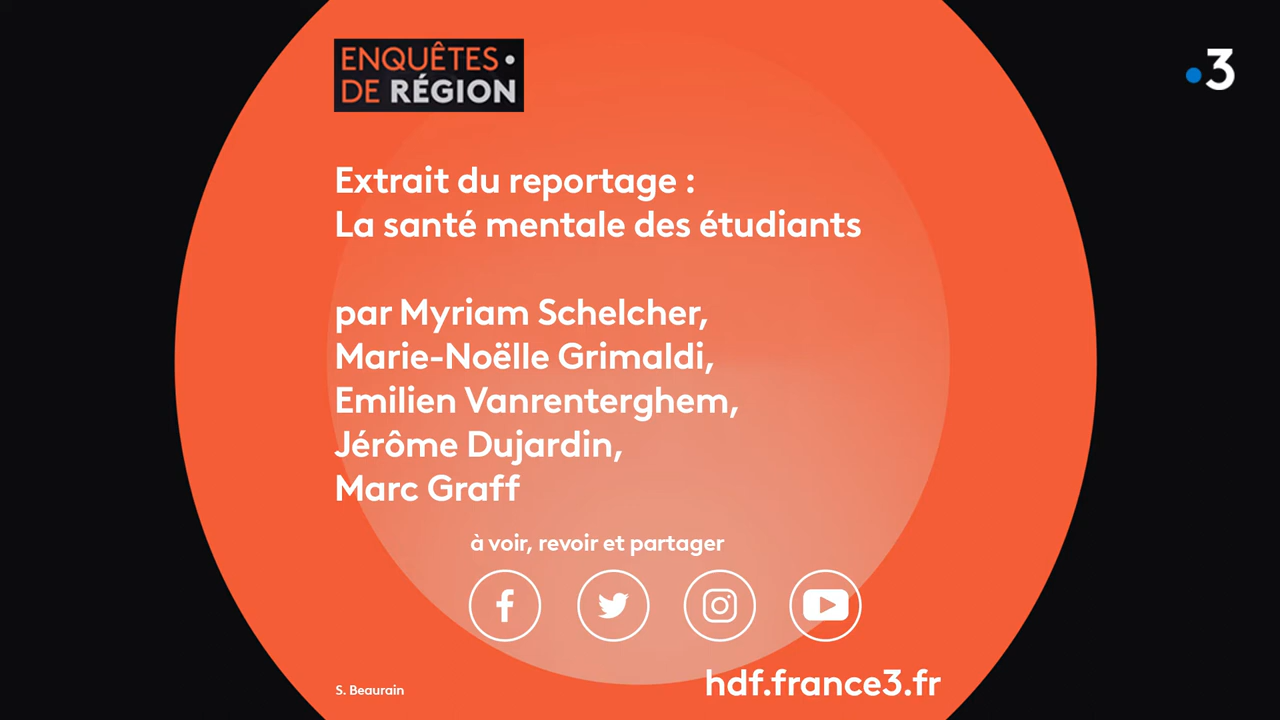 ENQUÊTES
DE RÉGION
3
Extrait du reportage :
La santé mentale des étudiants
par Myriam Schelcher,
Marie-Noëlle Grimaldi,
Emilien Vanrenterghem,
Jérôme Dujardin,
Marc Graff
à voir, revoir et partager
hdf.france3.fr
S. Beaurain